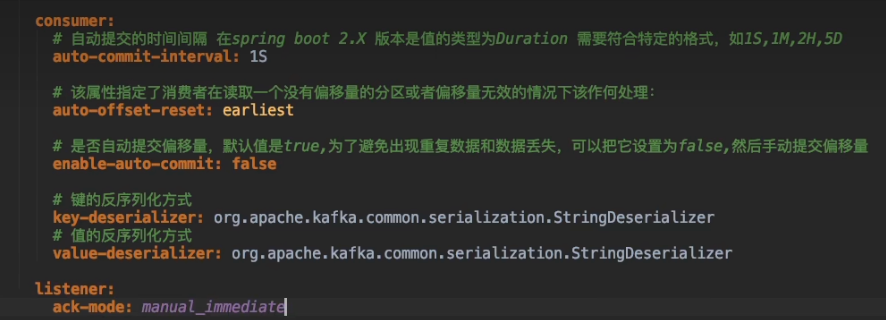 consumer:
# 自动提交的时间间隔 在spring boot 2.X 版本是值的类型为Duration 需要符合特定的格式，如1S,1M,2H,5D
auto-commit-interval: 1S
# 该属性指定了消费者在读取一个没有偏移量的分区或者偏移量无效的情况下该作何处理：
auto-offset-reset: earliest
# 是否自动提交偏移量，默认值是true,为了避免出现重复数据和数据丢失，可以把它设置为false,然后手动提交偏移量
enable-auto-commit: false
# 键的反序列化方式
key-deserializer: org.apache.kafka.common.serialization.StringDeserializer
# 值的反序列化方式
value-deserializer: org.apache.kafka.common.serialization.StringDeserializer
listener:
ack-mode: manual_immediate